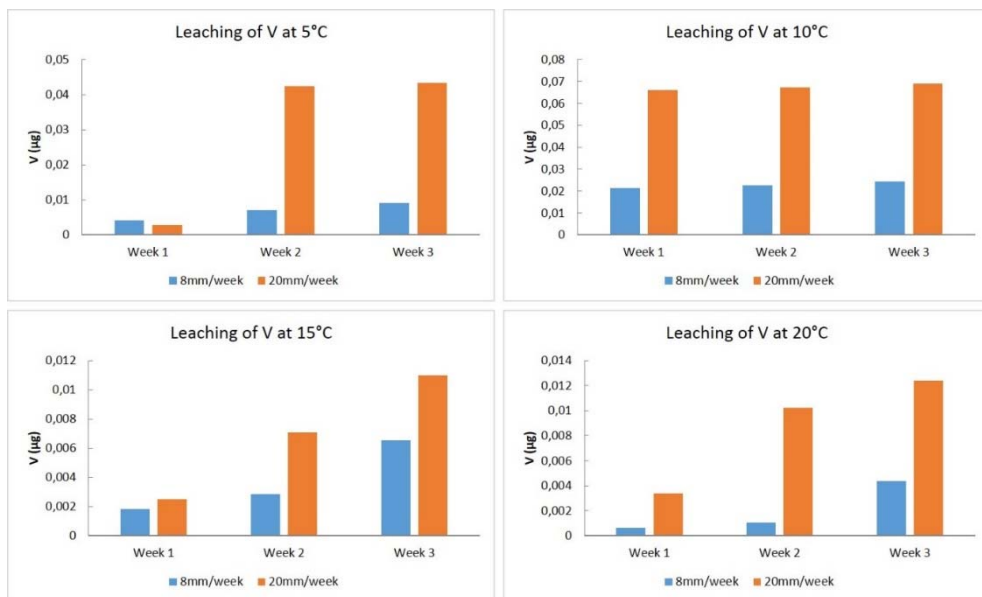 Leaching of V at 5°C
0,05
0,04
0,03
0,02
0,01
0
V (µg)
Week 1 Week 2 Week 3
8mm/week 20mm/week
Leaching of V at 10°C
0,08
0,07
0,06
0,05
0,04
0,03
0,02
0,01
0
V (µg)
Week 1 Week 2 Week 3
8mm/week 20mm/week
Leaching of V at 15°C
0,012
0,01
0,008
0,006
0,004
0,002
0
V (µg)
Week 1 Week 2 Week 3
8mm/week 20mm/week
Leaching of V at 20°C
0,014
0,012
0,01
0,008
0,006
0,004
0,002
0
V (µg)
Week 1 Week 2 Week 3
8mm/week 20mm/week